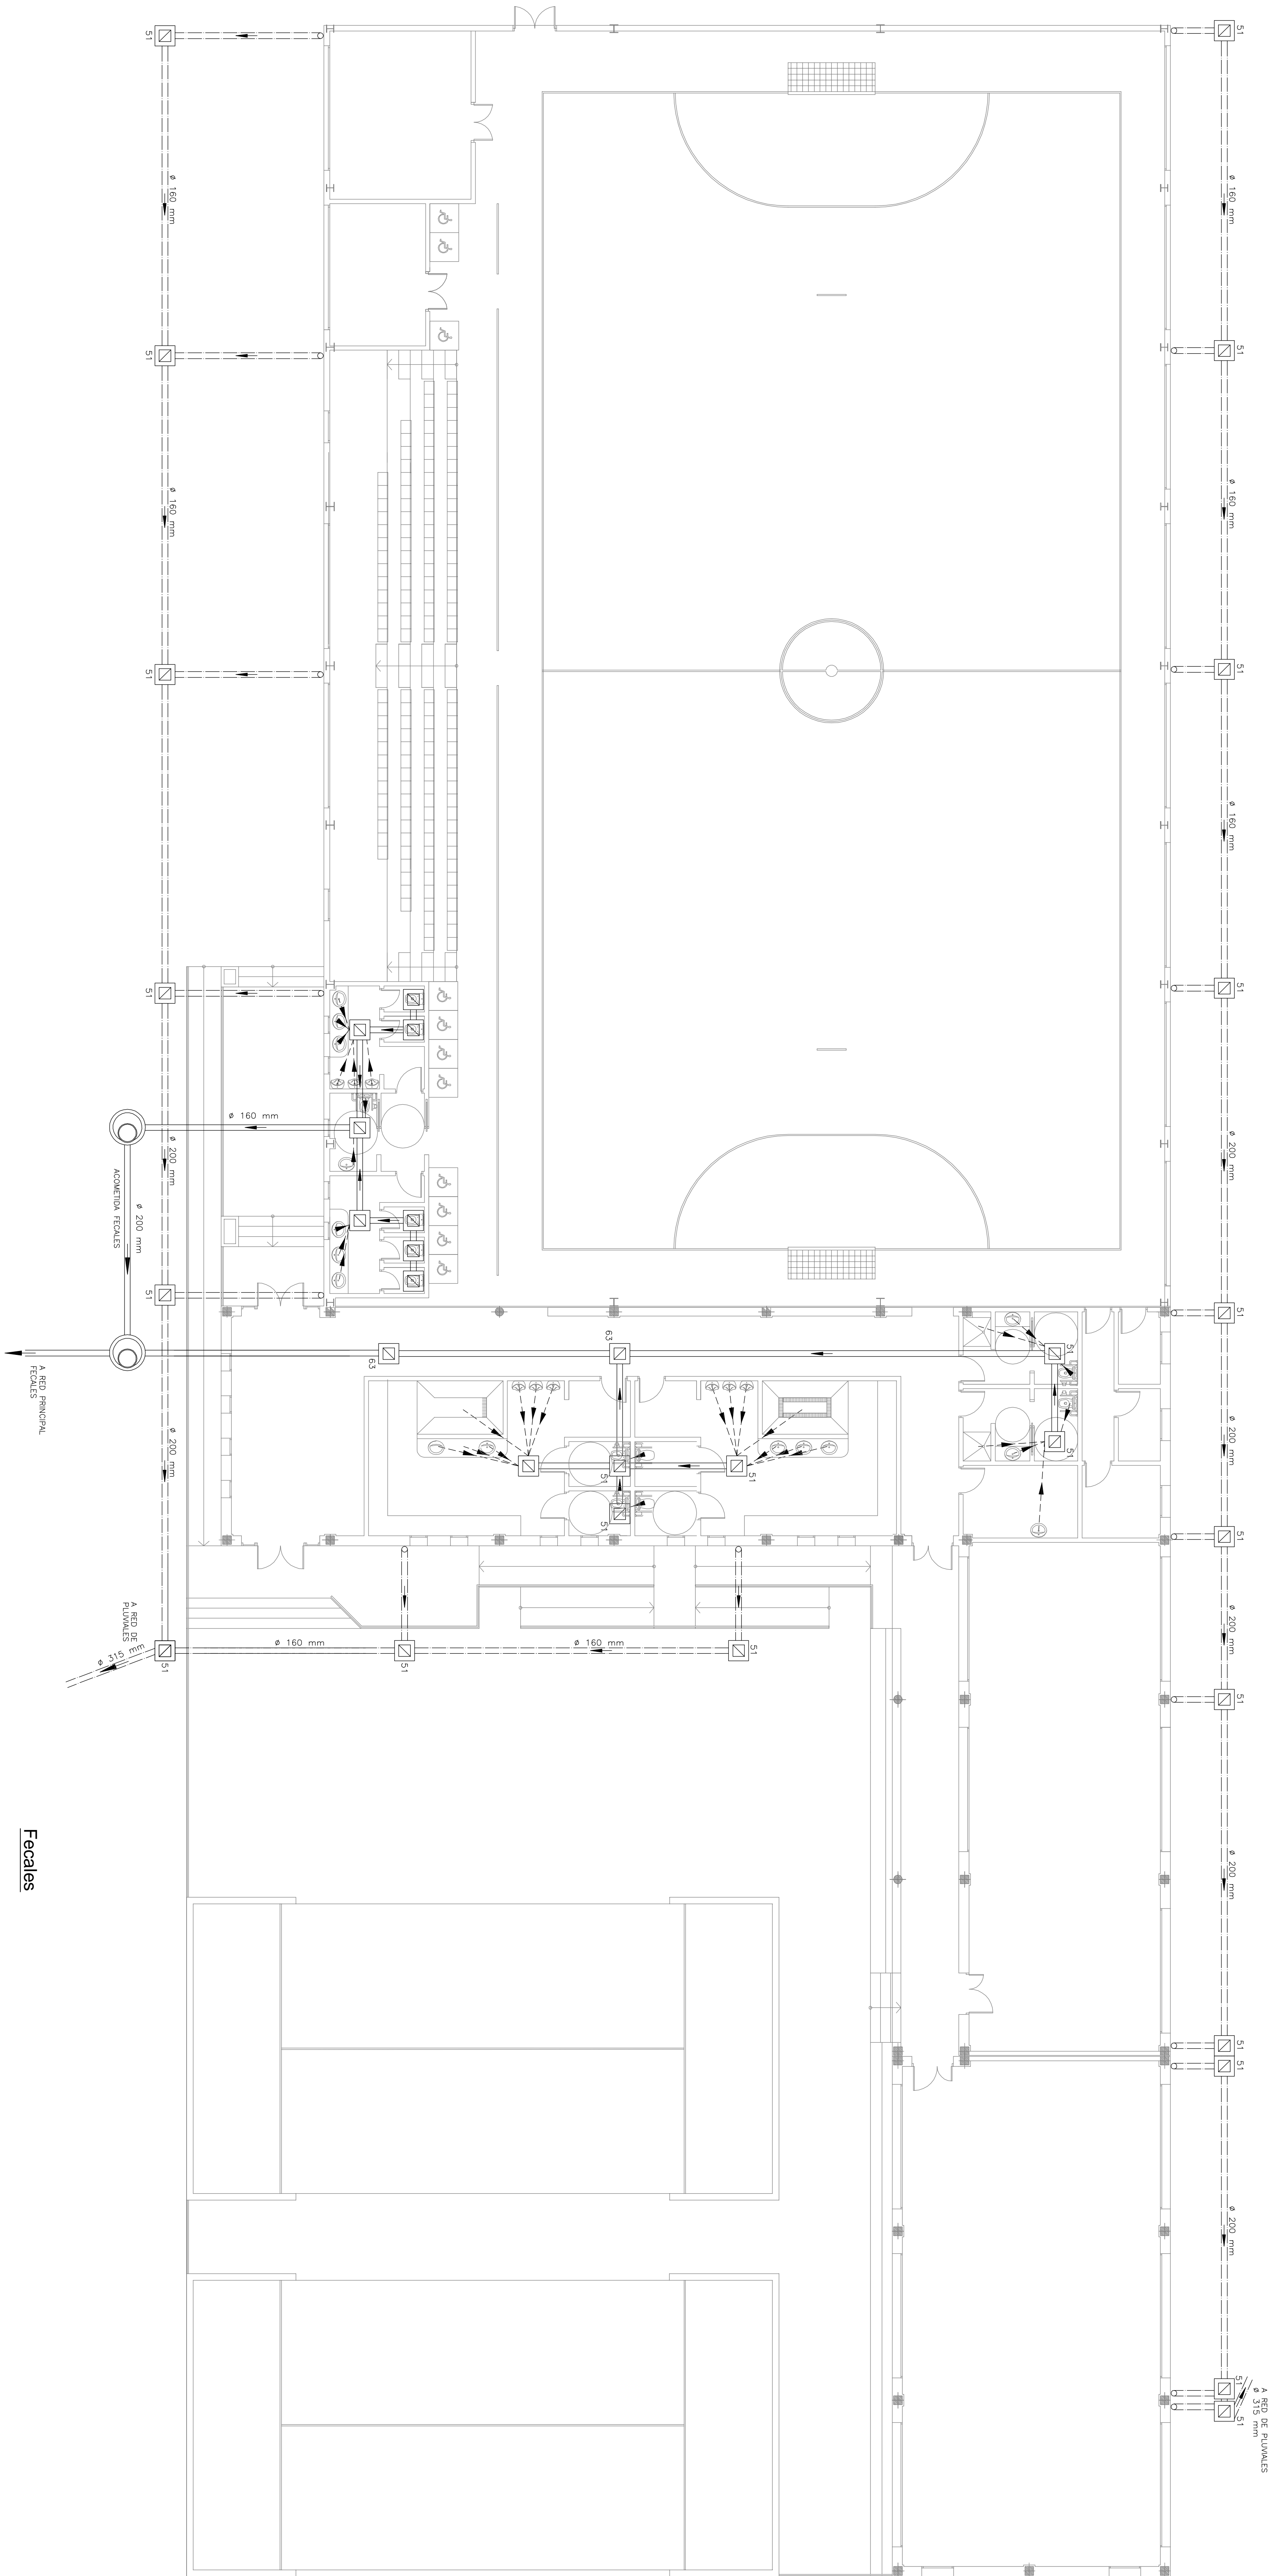 51
51
ø 160 mm
ø 160 mm
51
51
ø 160 mm
ø 160 mm
51
51
ø 160 mm
51
51
ø 160 mm
ø 200 mm
ø 200 mm
ACOMETIDA FECALES
ø 200 mm
51
51
63
63
51
A RED PRINCIPAL
FECALES
ø 200 mm
ø 200 mm
51
51
51
51
51
A RED DE
PLUVIALES
ø 315 mm
51
ø 160 mm
51
ø 160 mm
51
ø 200 mm
51
Fecales
ø 200 mm
51
51
ø 200 mm
51
51
A RED DE PLUVIALES
ø 315 mm